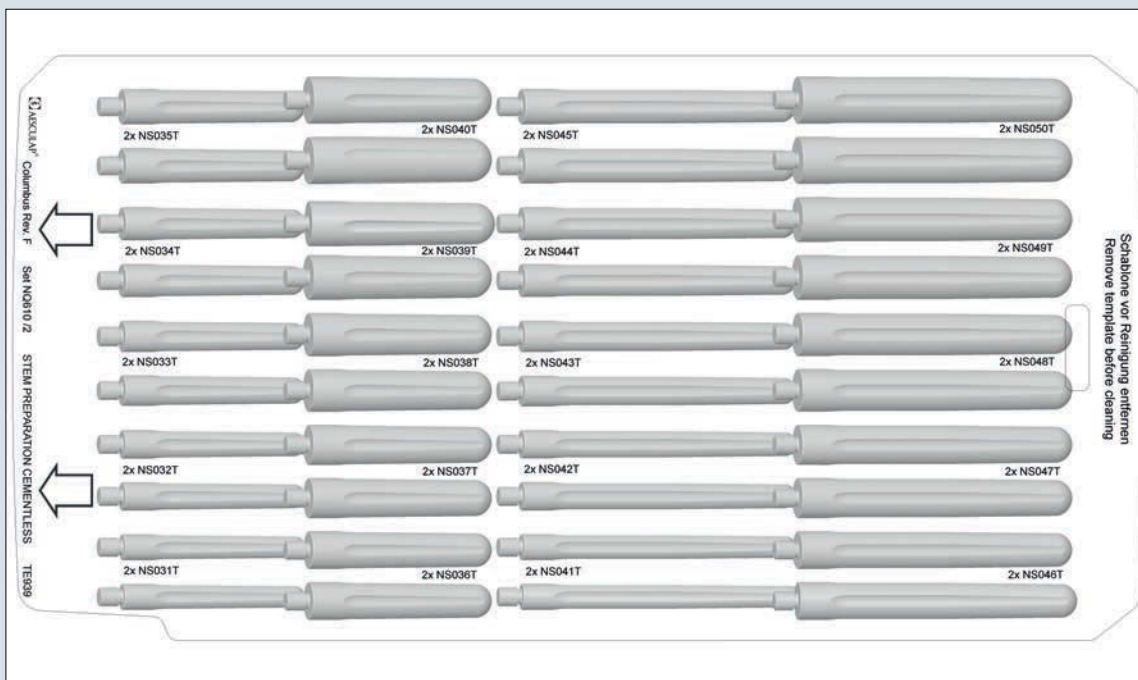 2x NS035T
2x NS040T
2x NS045T
2x NS050T
2x NS034T
2x NS039T
2x NS044T
2x NS049T
2x NS033T
2x NS038T
2x NS043T
2x NS048T
2x NS032T
2x NS037T
2x NS042T
2x NS047T
2x NS031T
2x NS036T
2x NS041T
2x NS046T
AESCULAP® Columbus Rev. F Set NQ610 /2 STEM PREPARATION CEMENTLESS TE939
Schablone vor Reinigung entfernen
Remove template before cleaning